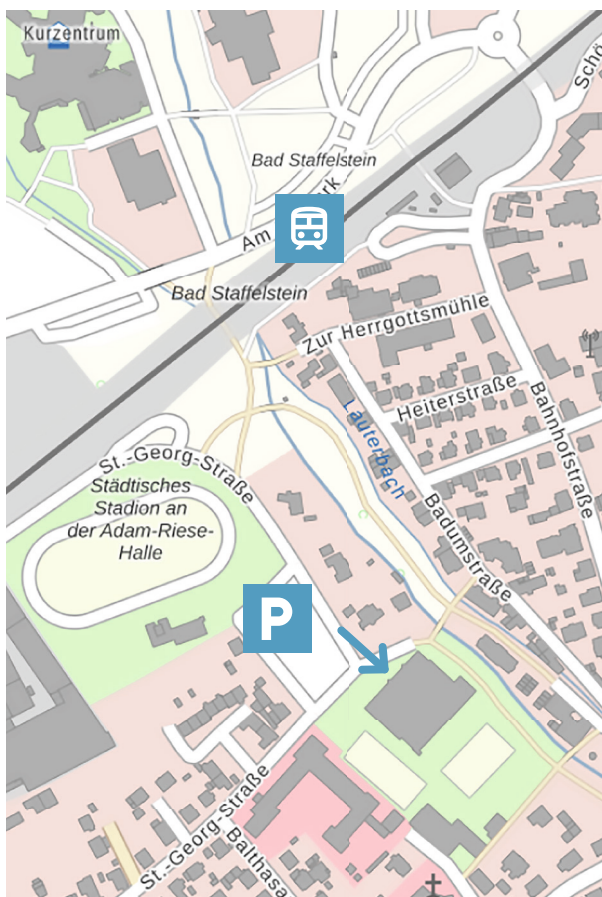 Kurzentrum
Schö
Bad Staffelstein
Am
rk
Bad Staffelstein
Zur Herrgottsmühle
Heiterstraße
Lauterbach
Bahnhofstraße
St.-Georg-Straße
Städtisches
Stadion an
der Adam-Riese-
Halle
Badumstraße
P
St.-Georg-Straße
Balthasa